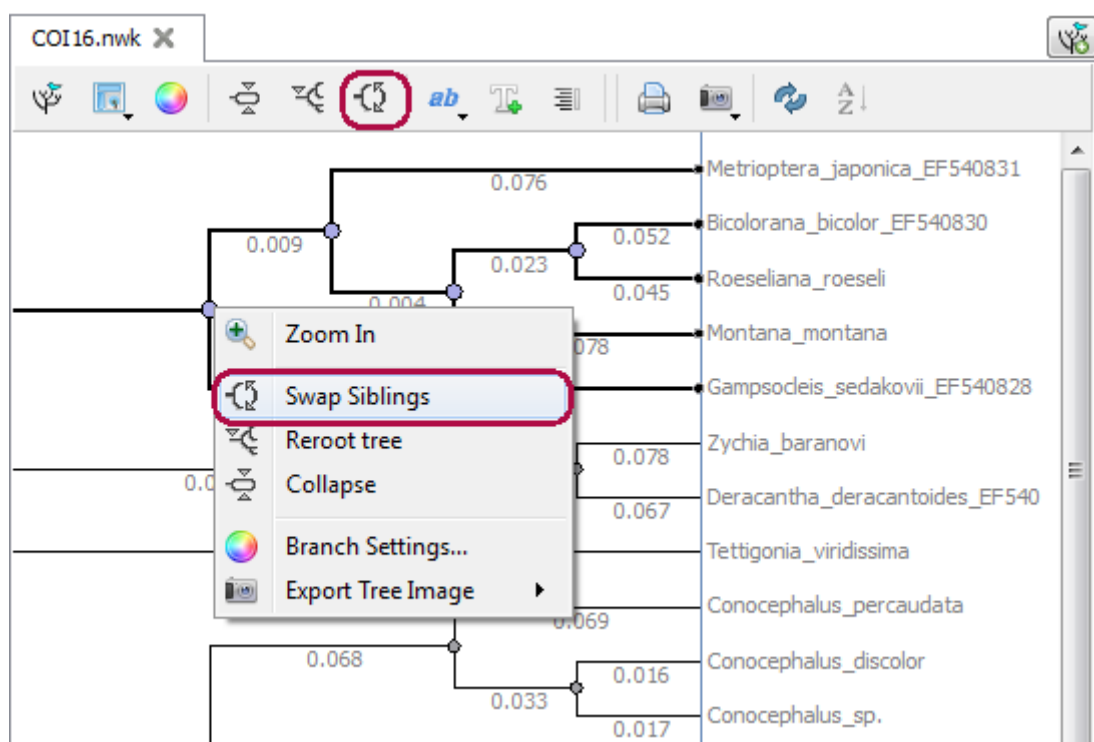 COI16.nwk
ab
A
Z
Metrioptera_japonica_EF540831
0.076
Bicolorana_bicolor_EF540830
0.052
0.009
0.023
Roeseliana_roeseli
0.045
0.004
Zoom In
Montana_montana
Swap Siblings
Gampsocleis_sedakovii_EF540828
Reroot tree
Zychia_baranovi
0.078
Collapse
Deracantha_deracantoides_EF540
0.067
Branch Settings...
Tettigonia_viridissima
Export Tree Image
Conocephalus_percaudata
0.069
0.068
Conocephalus_discolor
0.016
0.033
Conocephalus_sp.
0.017